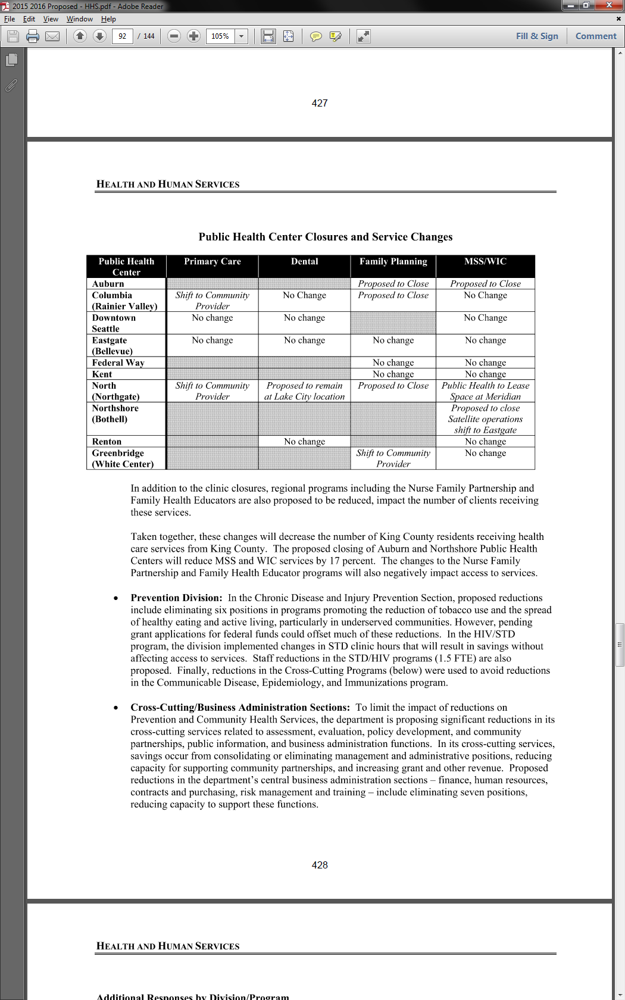 2015 2016 Proposed - HHS.pdf - Adobe Reader
File Edit View Window Help
92 / 144 105% Fill & Sign Comment
427
HEALTH AND HUMAN SERVICES
Public Health Center Closures and Service Changes
Public Health Center Primary Care Dental Family Planning MSS/WIC
Auburn Proposed to Close Proposed to Close
Columbia Shift to Community No Change Proposed to Close No Change
(Rainier Valley) Provider
Downtown No change No change No Change
Seattle
Eastgate No change No change No change No change
(Bellevue)
Federal Way No change No change
Kent No change No change
North Shift to Community Proposed to remain Proposed to Close Public Health to Lease
(Northgate) Provider at Lake City location Space at Meridian
Northshore Proposed to close
(Bothell) Satellite operations
shift to Eastgate
Renton No change No change
Greenbridge Shift to Community No change
(White Center) Provider
In addition to the clinic closures, regional programs including the Nurse Family Partnership and
Family Health Educators are also proposed to be reduced, impact the number of clients receiving
these services.
Taken together, these changes will decrease the number of King County residents receiving health
care services from King County. The proposed closing of Auburn and Northshore Public Health
Centers will reduce MSS and WIC services by 17 percent. The changes to the Nurse Family
Partnership and Family Health Educator programs will also negatively impact access to services.
• Prevention Division: In the Chronic Disease and Injury Prevention Section, proposed reductions
include eliminating six positions in programs promoting the reduction of tobacco use and the spread
of healthy eating and active living, particularly in underserved communities. However, pending
grant applications for federal funds could offset much of these reductions. In the HIV/STD
program, the division implemented changes in STD clinic hours that will result in savings without
affecting access to services. Staff reductions in the STD/HIV programs (1.5 FTE) are also
proposed. Finally, reductions in the Cross-Cutting Programs (below) were used to avoid reductions
in the Communicable Disease, Epidemiology, and Immunizations program.
• Cross-Cutting/Business Administration Sections: To limit the impact of reductions on
Prevention and Community Health Services, the department is proposing significant reductions in its
cross-cutting services related to assessment, evaluation, policy development, and community
partnerships, public information, and business administration functions. In its cross-cutting services,
savings occur from consolidating or eliminating management and administrative positions, reducing
capacity for supporting community partnerships, and increasing grant and other revenue. Proposed
reductions in the department's central business administration sections – finance, human resources,
contracts and purchasing, risk management and training – include eliminating seven positions,
reducing capacity to support these functions.
428
HEALTH AND HUMAN SERVICES
Additional Responses by Division/Program